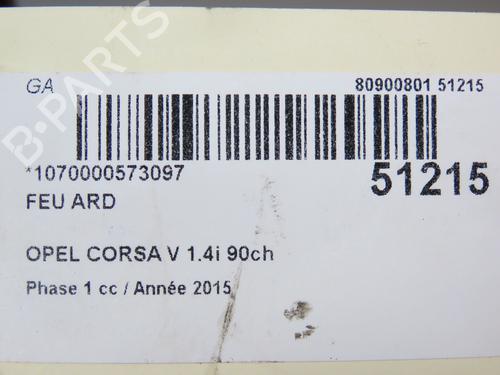 GA
80900801 51215
*1070000573097
51215
FEU ARD
OPEL CORSA V 1.4i 90ch
Phase 1 cc / Année 2015
B-PARTS